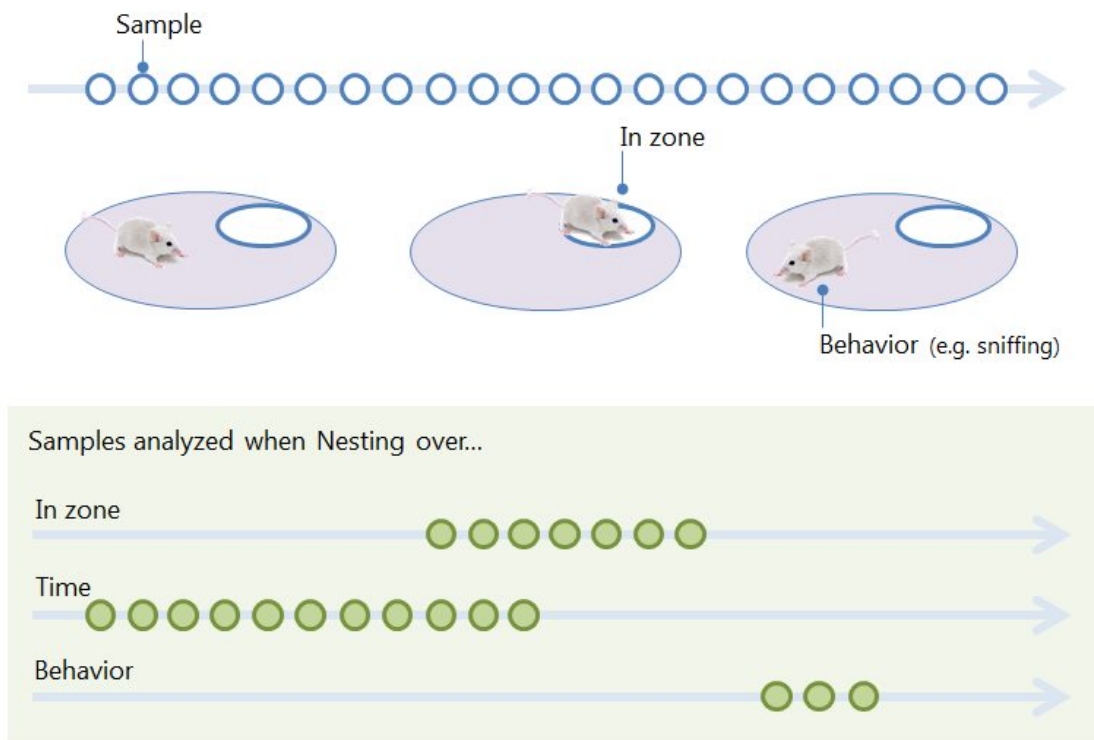 Sample
In zone
Behavior (e.g. sniffing)
Samples analyzed when Nesting over...
In zone
Time
Behavior